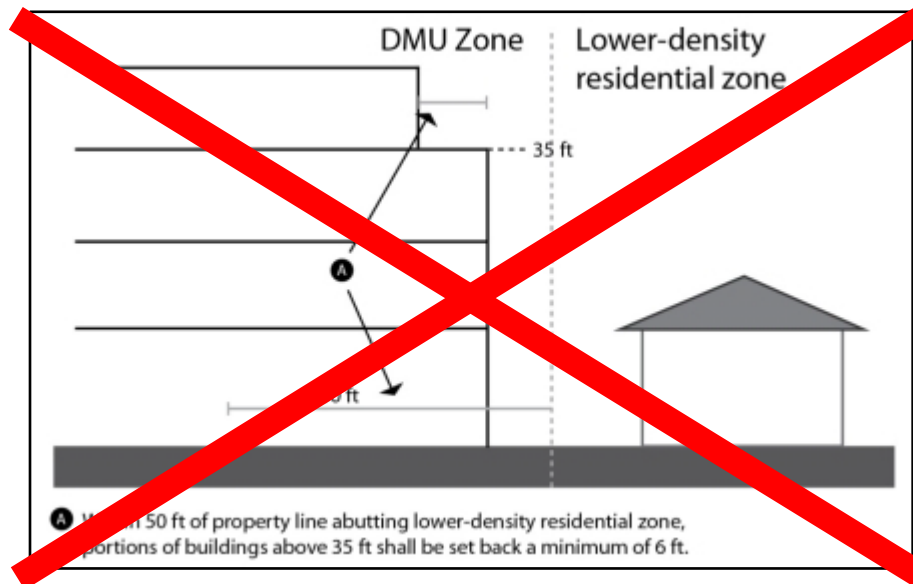 DMU Zone
Lower-density
residential zone
35 ft
A
ft
A 50 ft of property line abutting lower-density residential zone,
portions of buildings above 35 ft shall be set back a minimum of 6 ft.